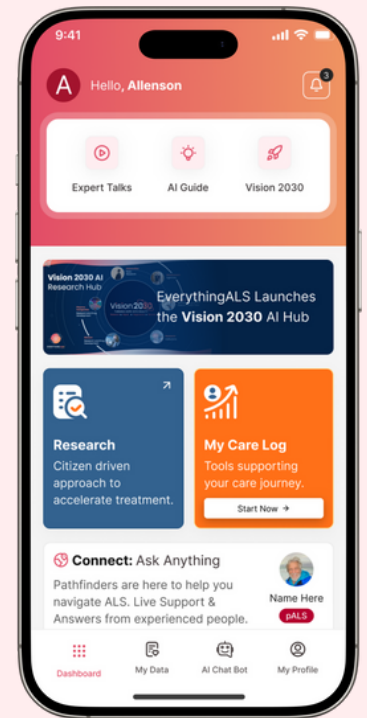 9:41
A
Hello, Allenson
3
Expert Talks
AI Guide
Vision 2030
Vision 2030 AI
Research Hub
Vision2030
EverythingALS Launches
the Vision 2030 AI Hub
Research
Citizen driven
approach to
accelerate treatment.
My Care Log
Tools supporting
your care journey.
Start Now →
Connect: Ask Anything
Pathfinders are here to help you
navigate ALS. Live Support &
Answers from experienced people.
Name Here
pALS
Dashboard
My Data
AI Chat Bot
My Profile